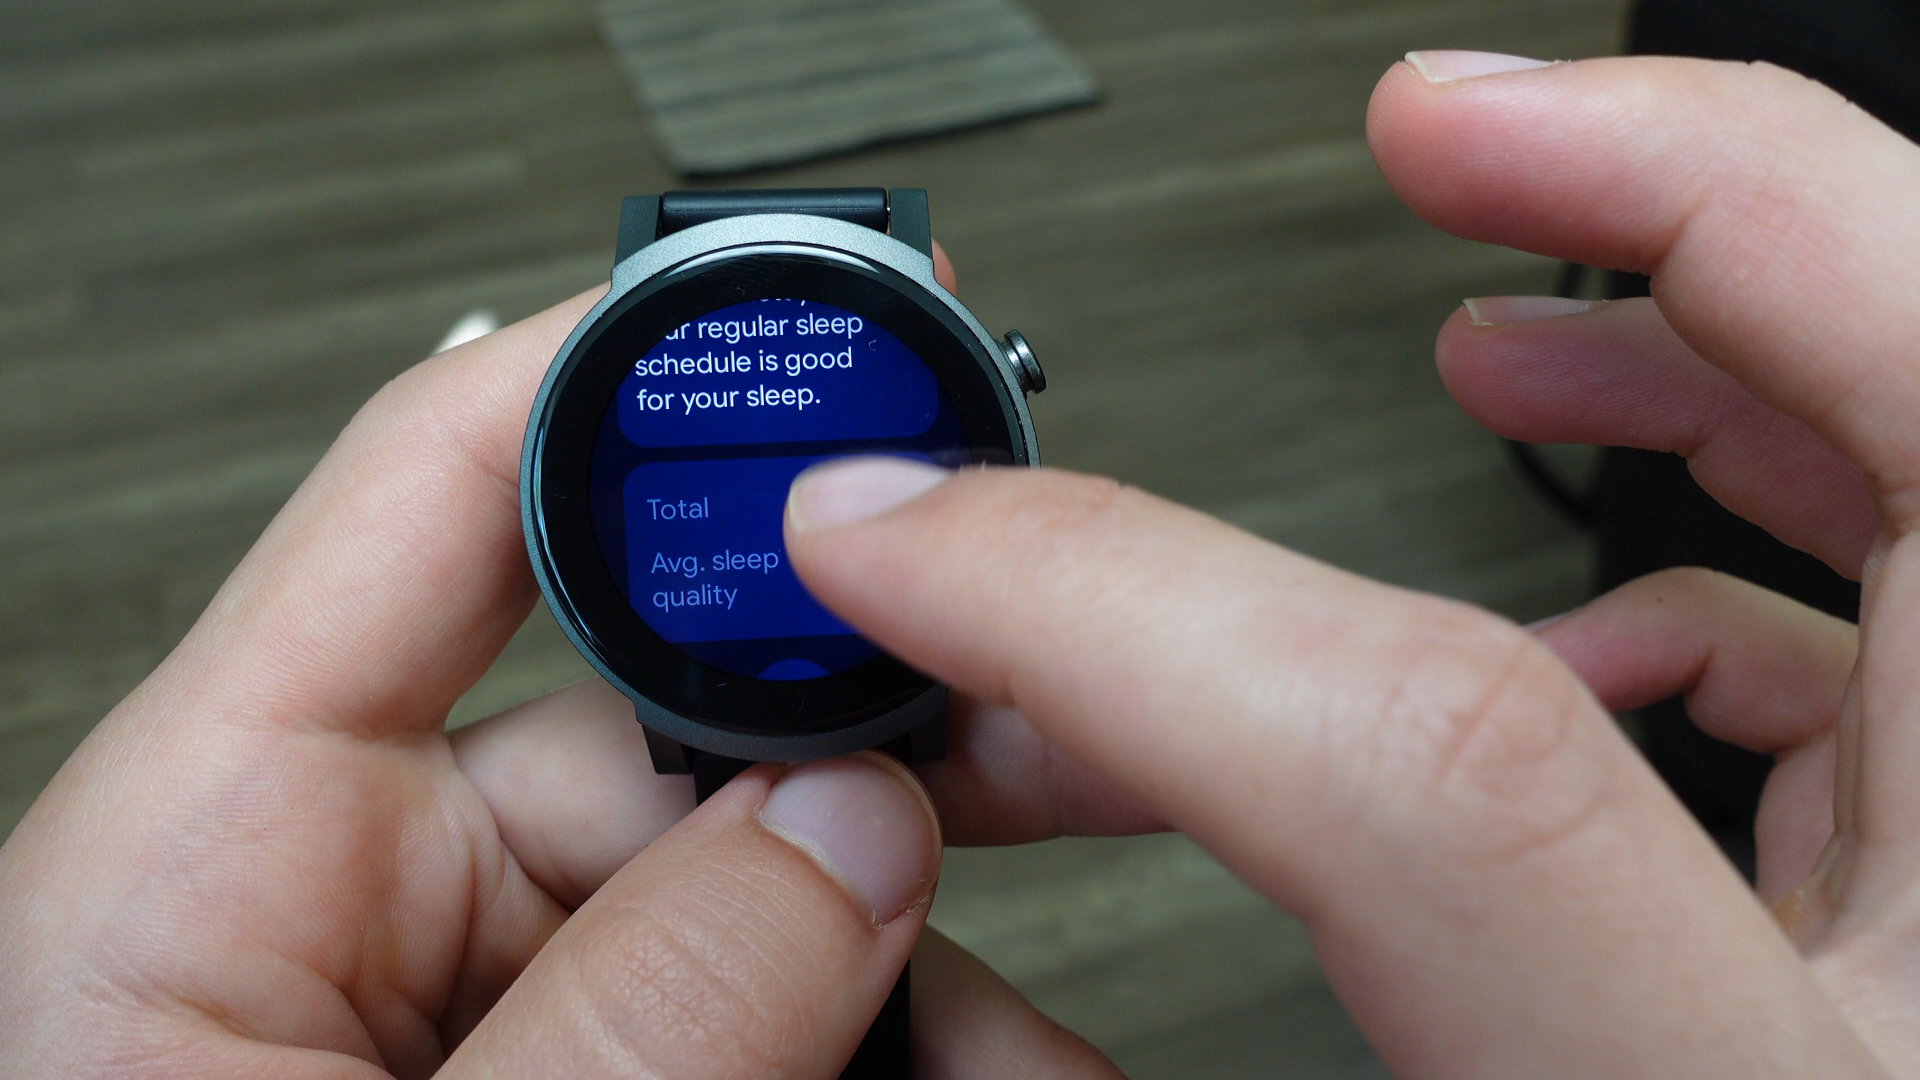 regular sleep
schedule is good
for your sleep.
Total
Avg. sleep
quality